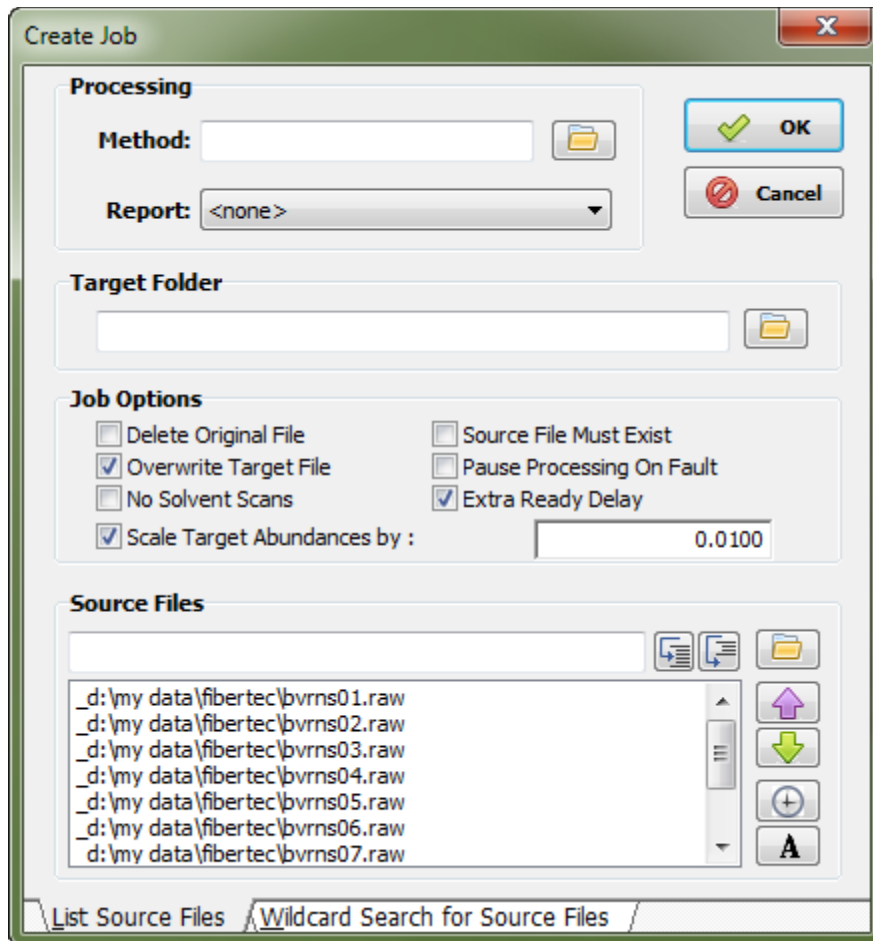 Create Job
Processing
Method:
OK
Report: <none>
Cancel
Target Folder
Job Options
Delete Original File
Source File Must Exist
Overwrite Target File
Pause Processing On Fault
No Solvent Scans
Extra Ready Delay
Scale Target Abundances by : 0.0100
Source Files
_d:\my data\fibertec\bvrns01.raw
_d:\my data\fibertec\bvrns02.raw
_d:\my data\fibertec\bvrns03.raw
_d:\my data\fibertec\bvrns04.raw
_d:\my data\fibertec\bvrns05.raw
_d:\my data\fibertec\bvrns06.raw
_d:\my data\fibertec\bvrns07.raw
A
List Source Files
Wildcard Search for Source Files